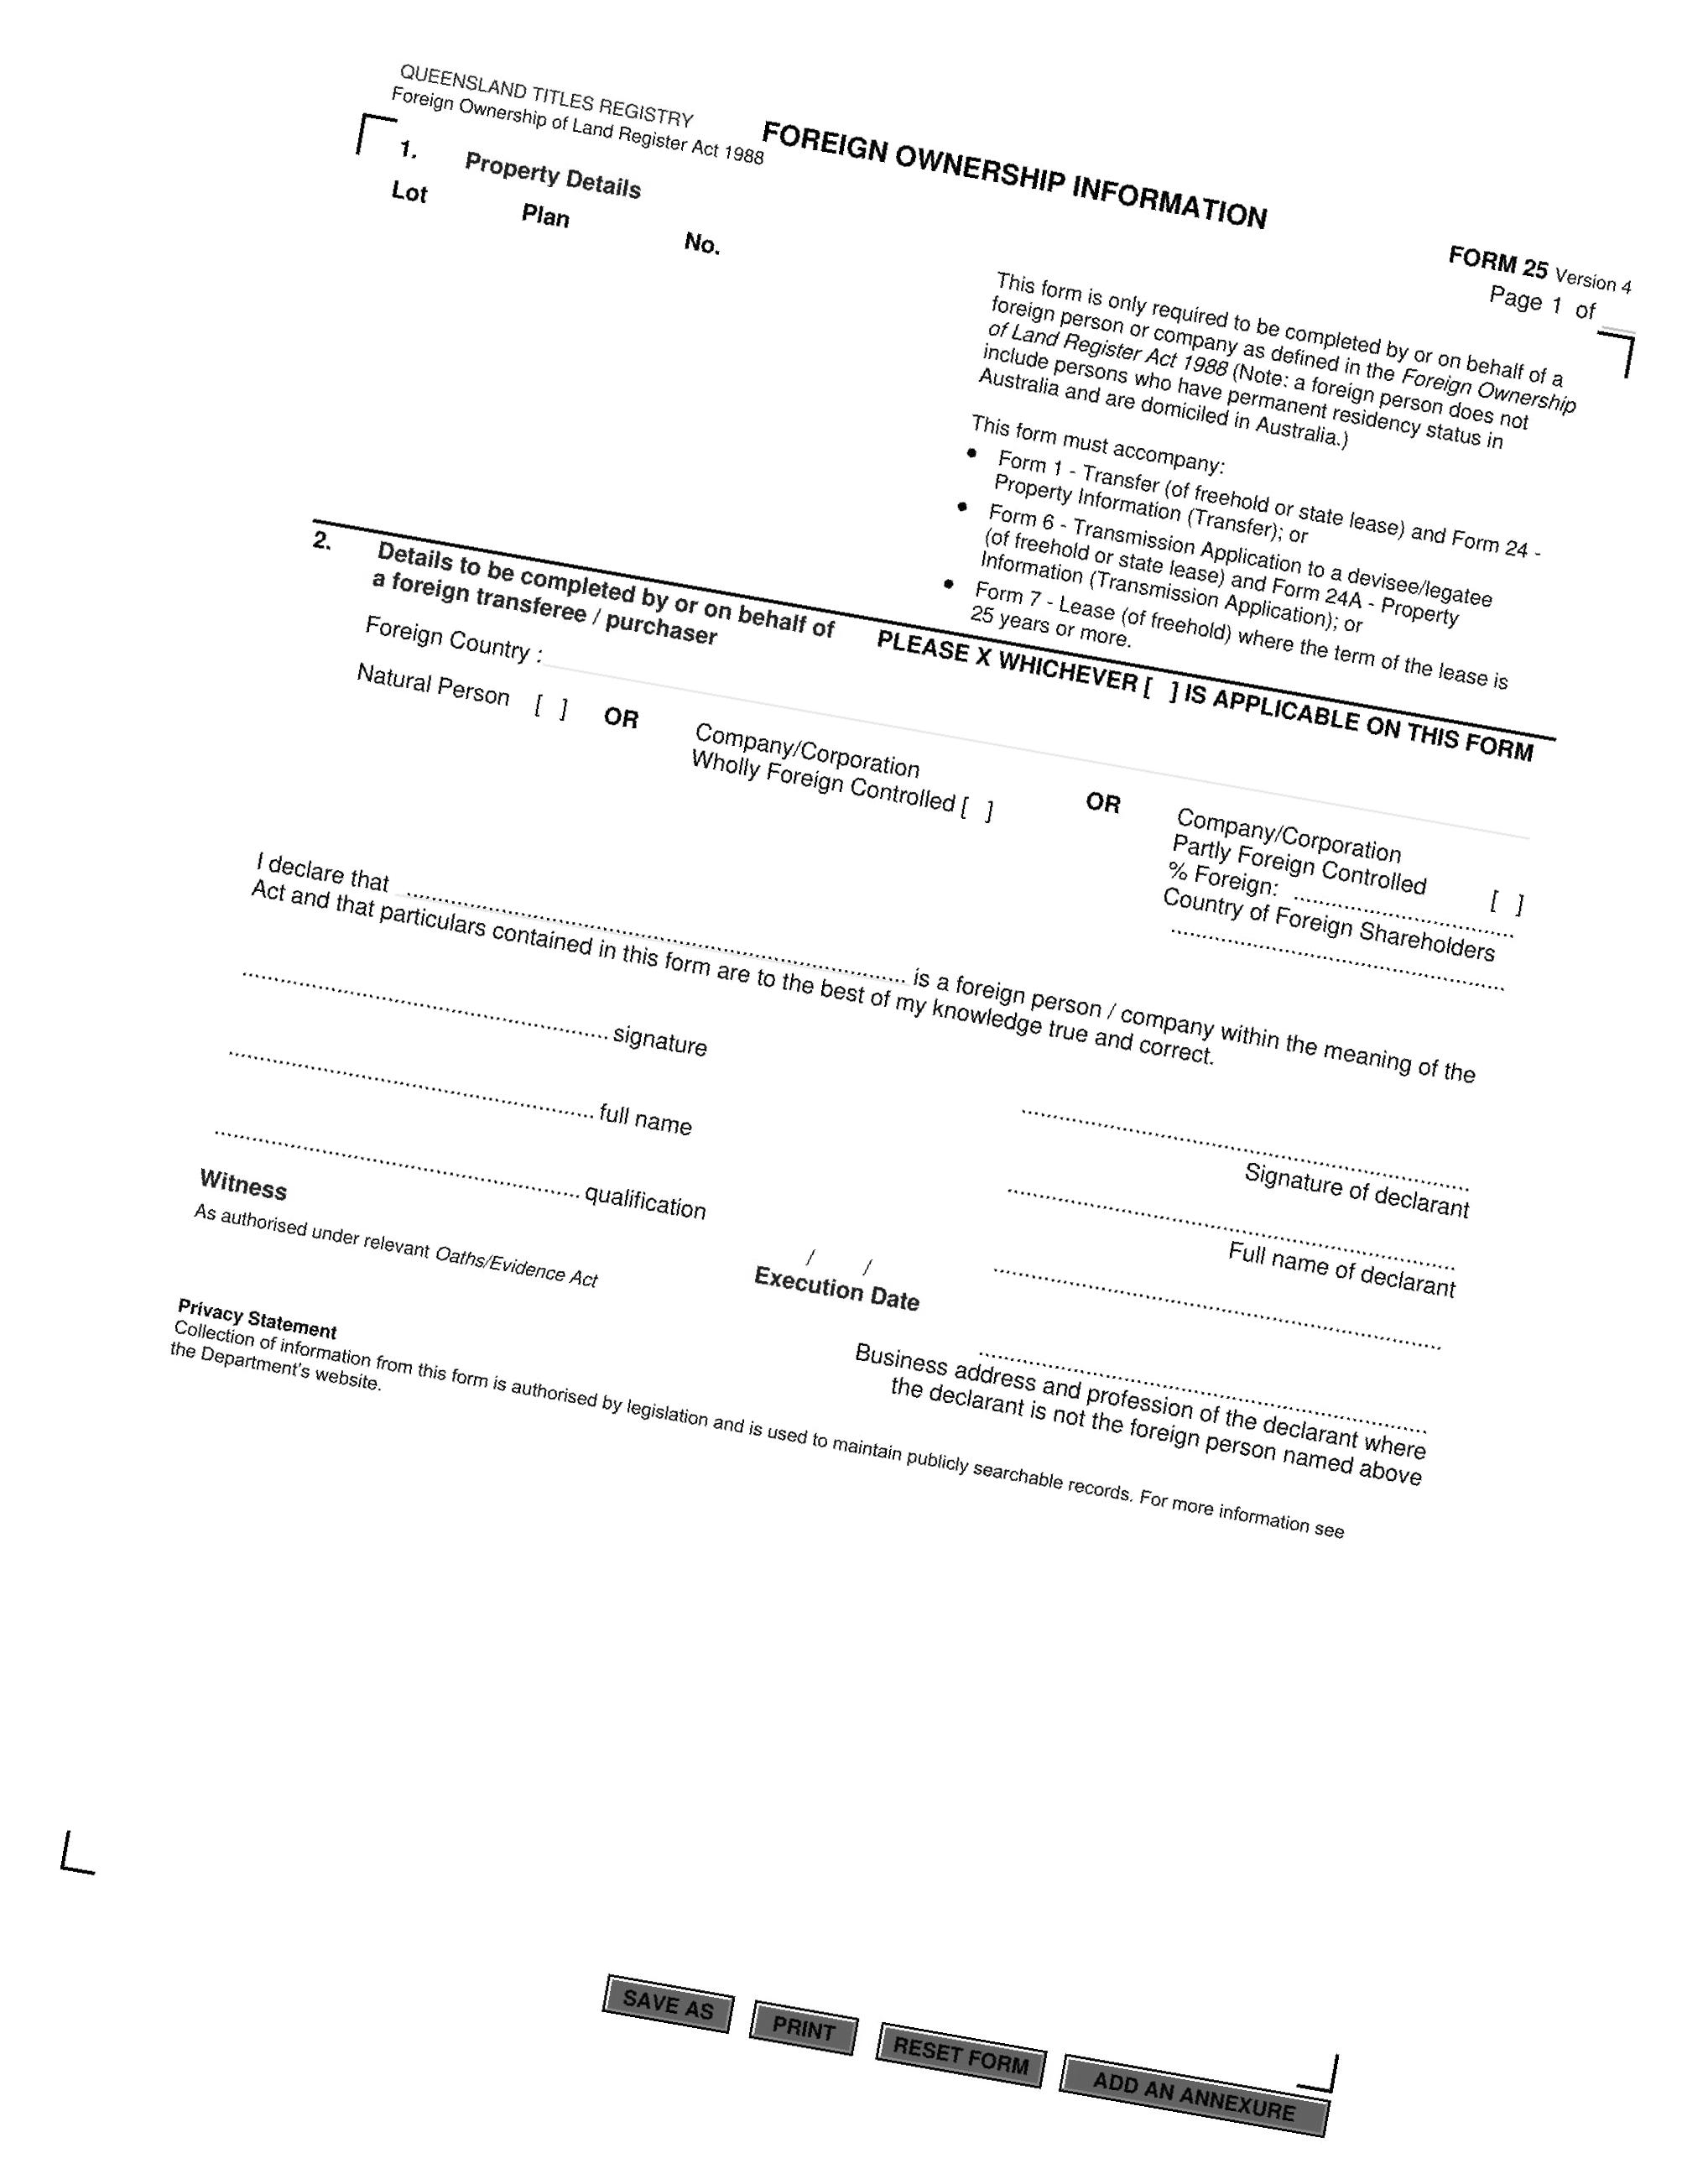 QUEENSLAND TITLES REGISTRY
Foreign Ownership of Land Register Act 1988
FOREIGN OWNERSHIP INFORMATION
FORM 25 Version 4
Page 1 of
1. Property Details
Lot Plan No.
This form is only required to be completed by or on behalf of a
foreign person or company as defined in the Foreign Ownership
of Land Register Act 1988 (Note: a foreign person does not
include persons who have permanent residency status in
Australia and are domiciled in Australia.)
This form must accompany:
• Form 1 - Transfer (of freehold or state lease) and Form 24 -
Property Information (Transfer); or
• Form 6 - Transmission Application to a devisee/legatee
(of freehold or state lease) and Form 24A - Property
Information (Transmission Application); or
• Form 7 - Lease (of freehold) where the term of the lease is
25 years or more.
2. Details to be completed by or on behalf of
a foreign transferee / purchaser
PLEASE X WHICHEVER [ ] IS APPLICABLE ON THIS FORM
Foreign Country :
Natural Person [ ] OR
Company/Corporation
Wholly Foreign Controlled [ ]
OR
Company/Corporation
Partly Foreign Controlled [ ]
% Foreign: ........................................
Country of Foreign Shareholders
............................................................
I declare that .......................................................................................... is a foreign person / company within the meaning of the
Act and that particulars contained in this form are to the best of my knowledge true and correct.
.................................................................. signature
.................................................................. full name
.................................................................. qualification
Witness
As authorised under relevant Oaths/Evidence Act
/ /
Execution Date
.................................................................................
Signature of declarant
.................................................................................
Full name of declarant
.................................................................................
.................................................................................
Business address and profession of the declarant where
the declarant is not the foreign person named above
Privacy Statement
Collection of information from this form is authorised by legislation and is used to maintain publicly searchable records. For more information see
the Department's website.
SAVE AS
PRINT
RESET FORM
ADD AN ANNEXURE